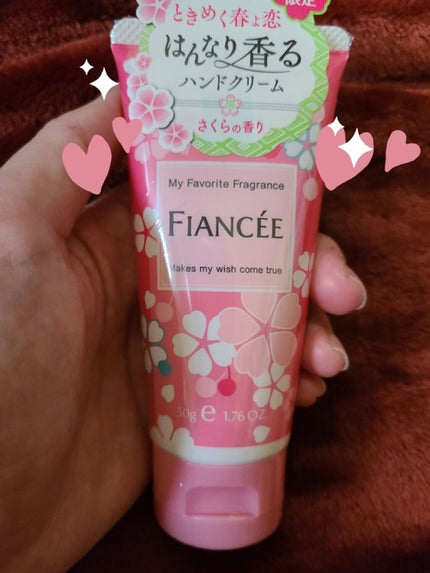 限定
ときめく春よ恋
はんなり香る
ハンドクリーム
さくらの香り
My Favorite Fragrance
FIANCÉE
Makes my wish come true
50g e 1.76 OZ.